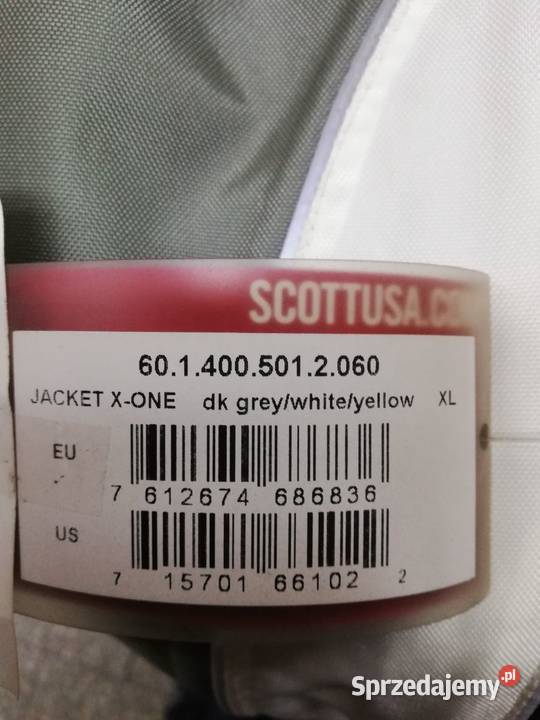 SCOTTUSA.CO
60.1.400.501.2.060
JACKET X-ONE dk grey/white/yellow XL
EU
7 612674 686836
US
7 15701 66102 2
Sprzedajemy.pl